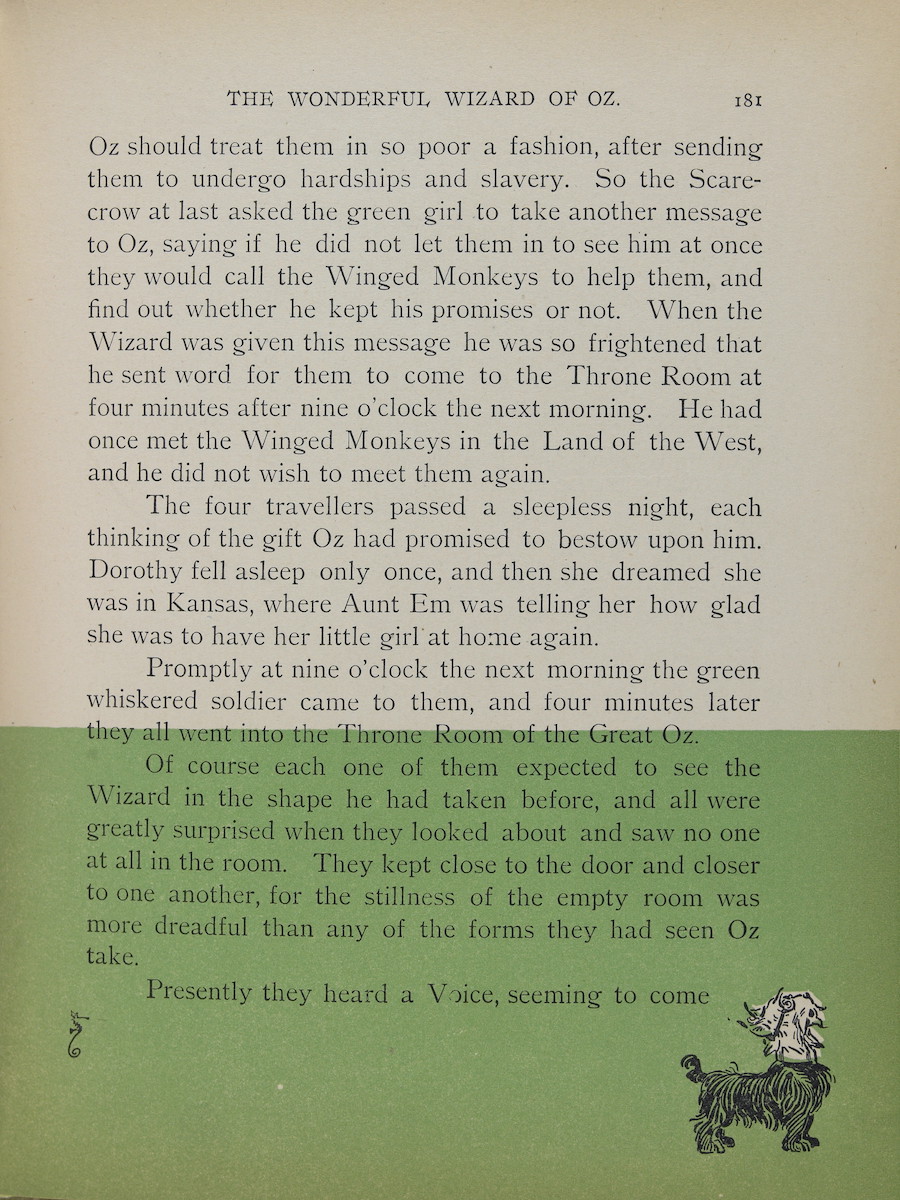 THE WONDERFUL WIZARD OF OZ. 181
Oz should treat them in so poor a fashion, after sending
them to undergo hardships and slavery. So the Scare-
crow at last asked the green girl to take another message
to Oz, saying if he did not let them in to see him at once
they would call the Winged Monkeys to help them, and
find out whether he kept his promises or not. When the
Wizard was given this message he was so frightened that
he sent word for them to come to the Throne Room at
four minutes after nine o'clock the next morning. He had
once met the Winged Monkeys in the Land of the West,
and he did not wish to meet them again.
The four travellers passed a sleepless night, each
thinking of the gift Oz had promised to bestow upon him.
Dorothy fell asleep only once, and then she dreamed she
was in Kansas, where Aunt Em was telling her how glad
she was to have her little girl at home again.
Promptly at nine o'clock the next morning the green
whiskered soldier came to them, and four minutes later
they all went into the Throne Room of the Great Oz.
Of course each one of them expected to see the
Wizard in the shape he had taken before, and all were
greatly surprised when they looked about and saw no one
at all in the room. They kept close to the door and closer
to one another, for the stillness of the empty room was
more dreadful than any of the forms they had seen Oz
take.
Presently they heard a Voice, seeming to come